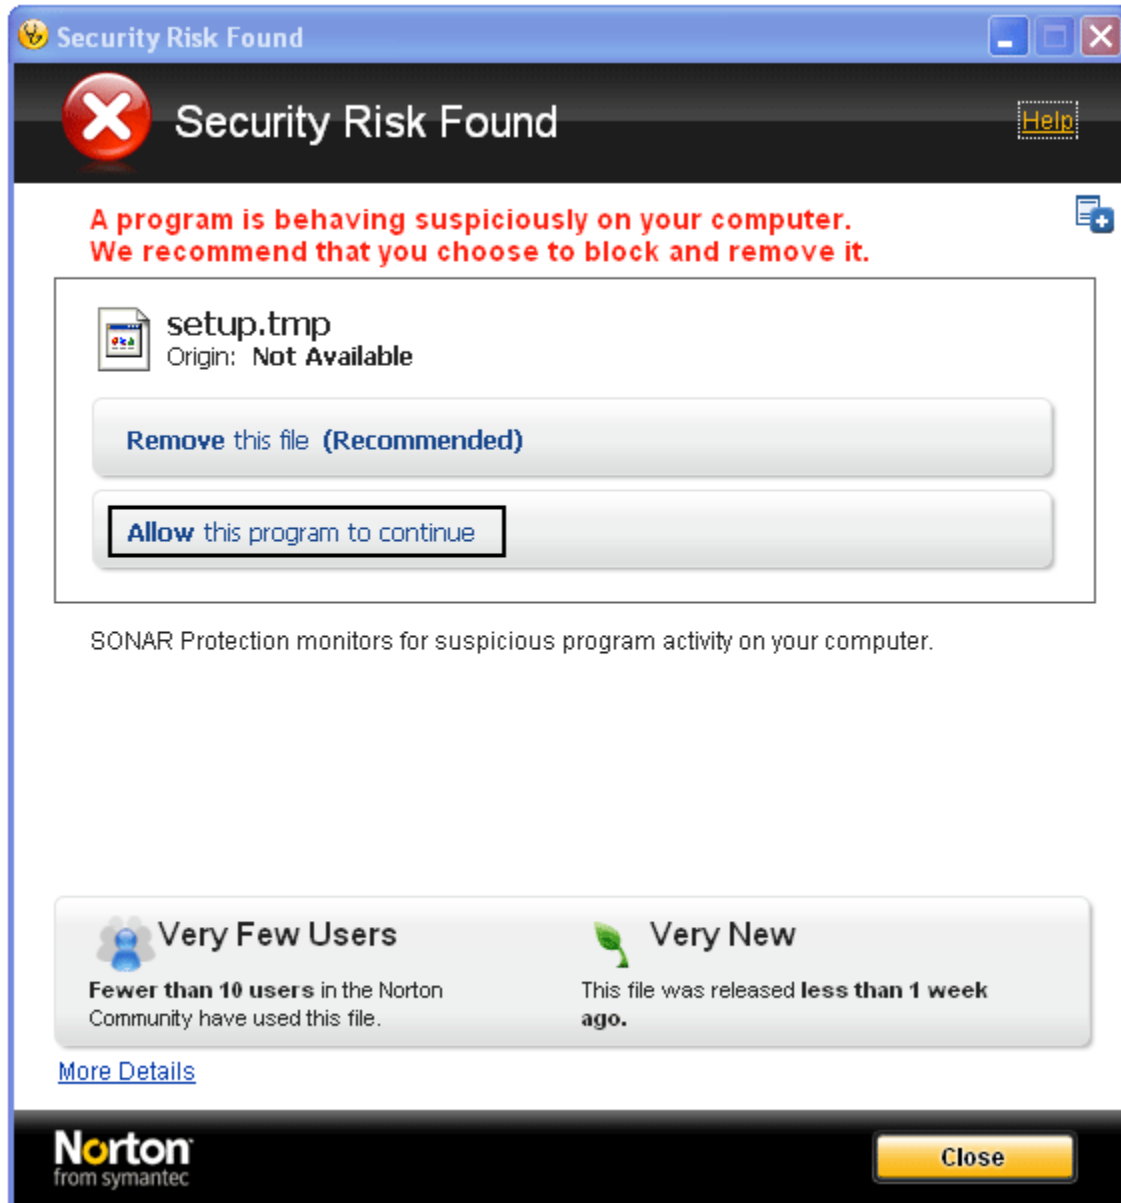 Security Risk Found
Security Risk Found
Help
A program is behaving suspiciously on your computer.
We recommend that you choose to block and remove it.
setup.tmp
Origin: Not Available
Remove this file (Recommended)
Allow this program to continue
SONAR Protection monitors for suspicious program activity on your computer.
Very Few Users
Fewer than 10 users in the Norton
Community have used this file.
Very New
This file was released less than 1 week
ago.
More Details
Norton
from symantec
Close